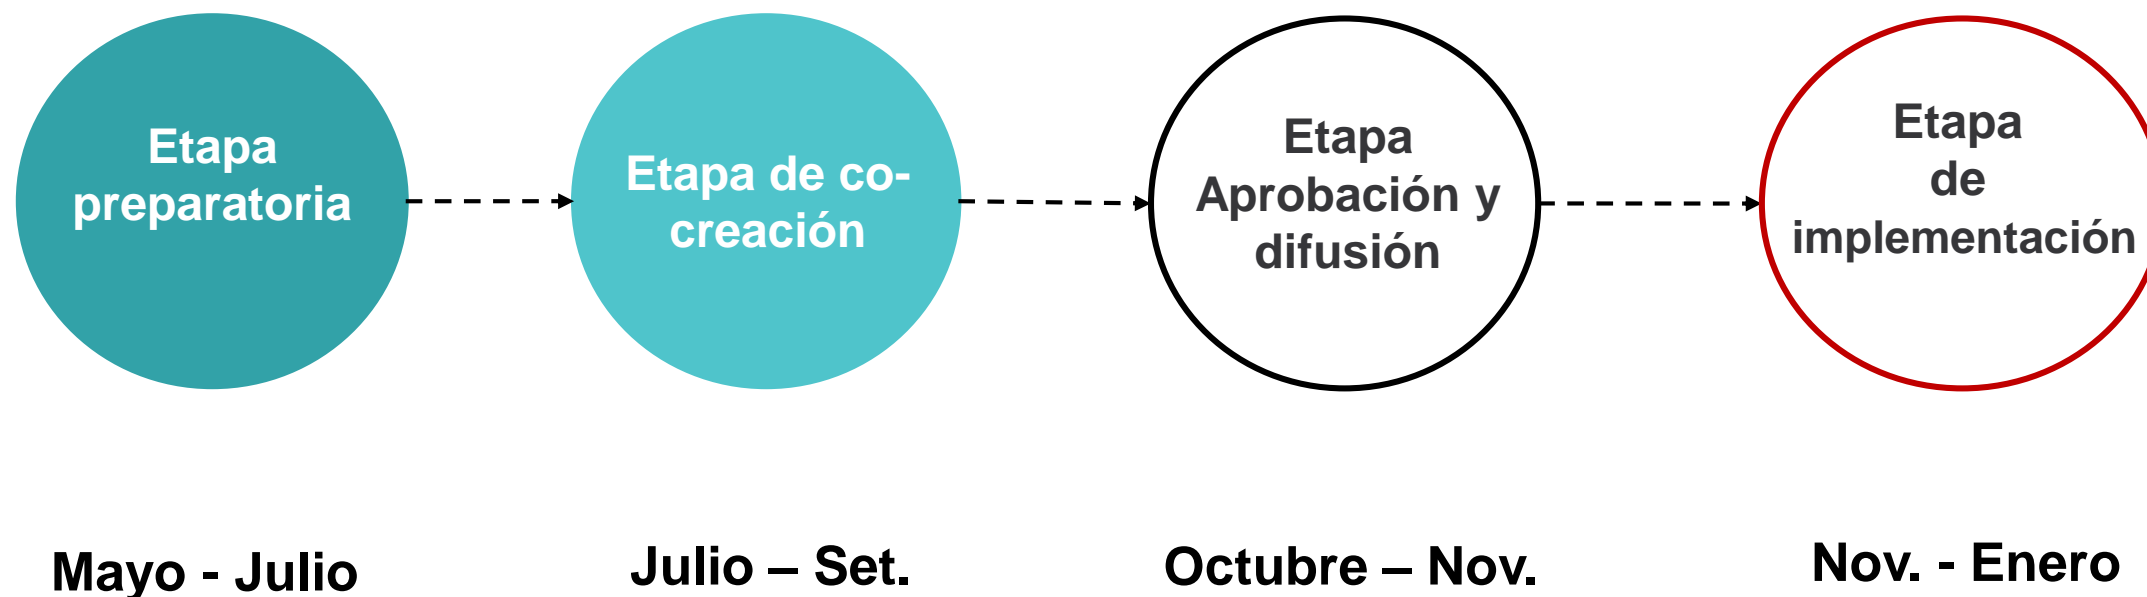 Etapa
preparatoria
Etapa de co-
creación
Etapa
Aprobación y
difusión
Etapa
de
implementación
Mayo - Julio
Julio – Set.
Octubre – Nov.
Nov. - Enero